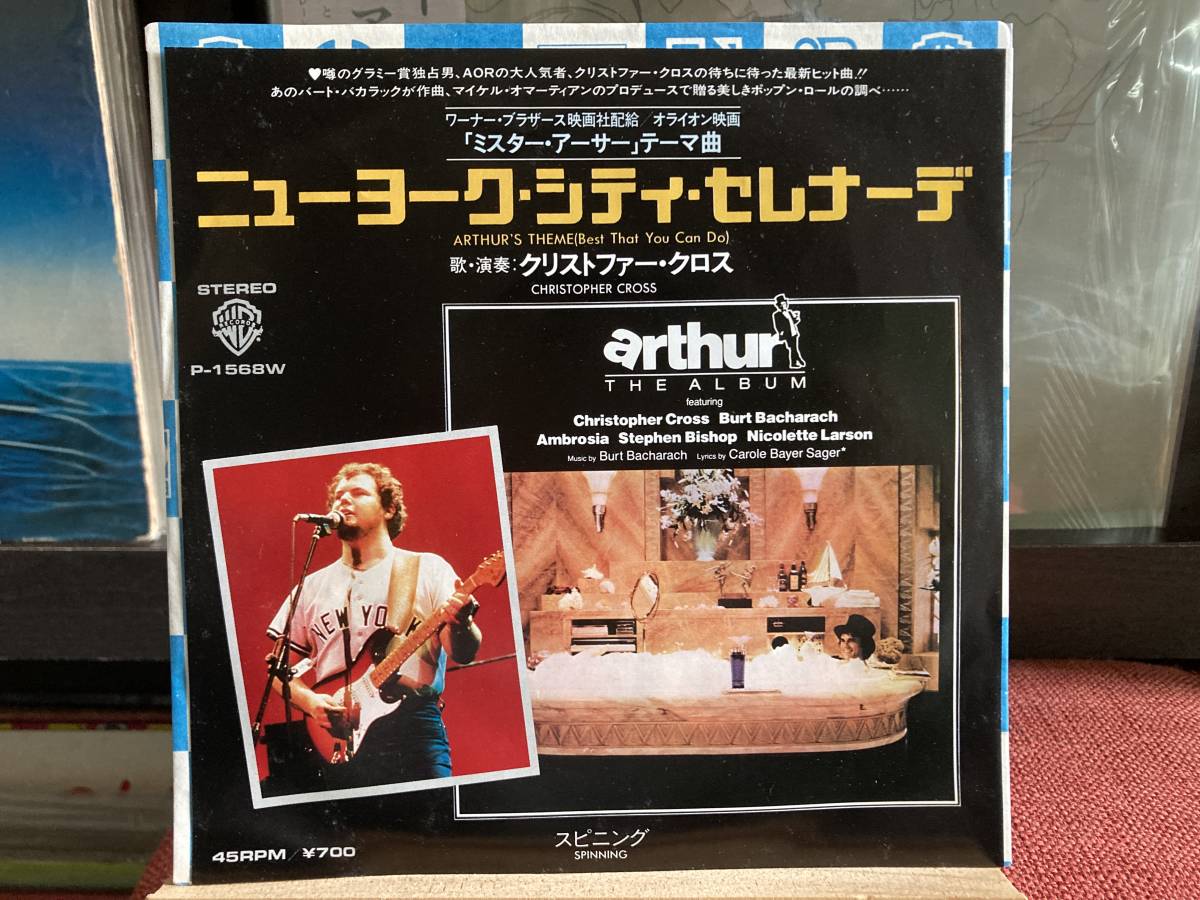 ♥噂のグラミー賞独占男、AORの大人気者、クリストファー・クロスの待ちに待った最新ヒット曲!!
あのバート・バカラックが作曲、マイケル・オマーティアンのプロデュースで贈る美しきポップン・ロールの調べ……
ワーナー・ブラザース映画社配給/オライオン映画
「ミスター・アーサー」テーマ曲
ニューヨーク・シティ・セレナーデ
ARTHUR'S THEME(Best That You Can Do)
歌・演奏:クリストファー・クロス
CHRISTOPHER CROSS
STEREO
RECORDS
P-1568W
arthur
THE ALBUM
featuring
Christopher Cross Burt Bacharach
Ambrosia Stephen Bishop Nicolette Larson
Music by Burt Bacharach Lyrics by Carole Bayer Sager*
NEW YORK
スピニング
SPINNING
45RPM/¥700